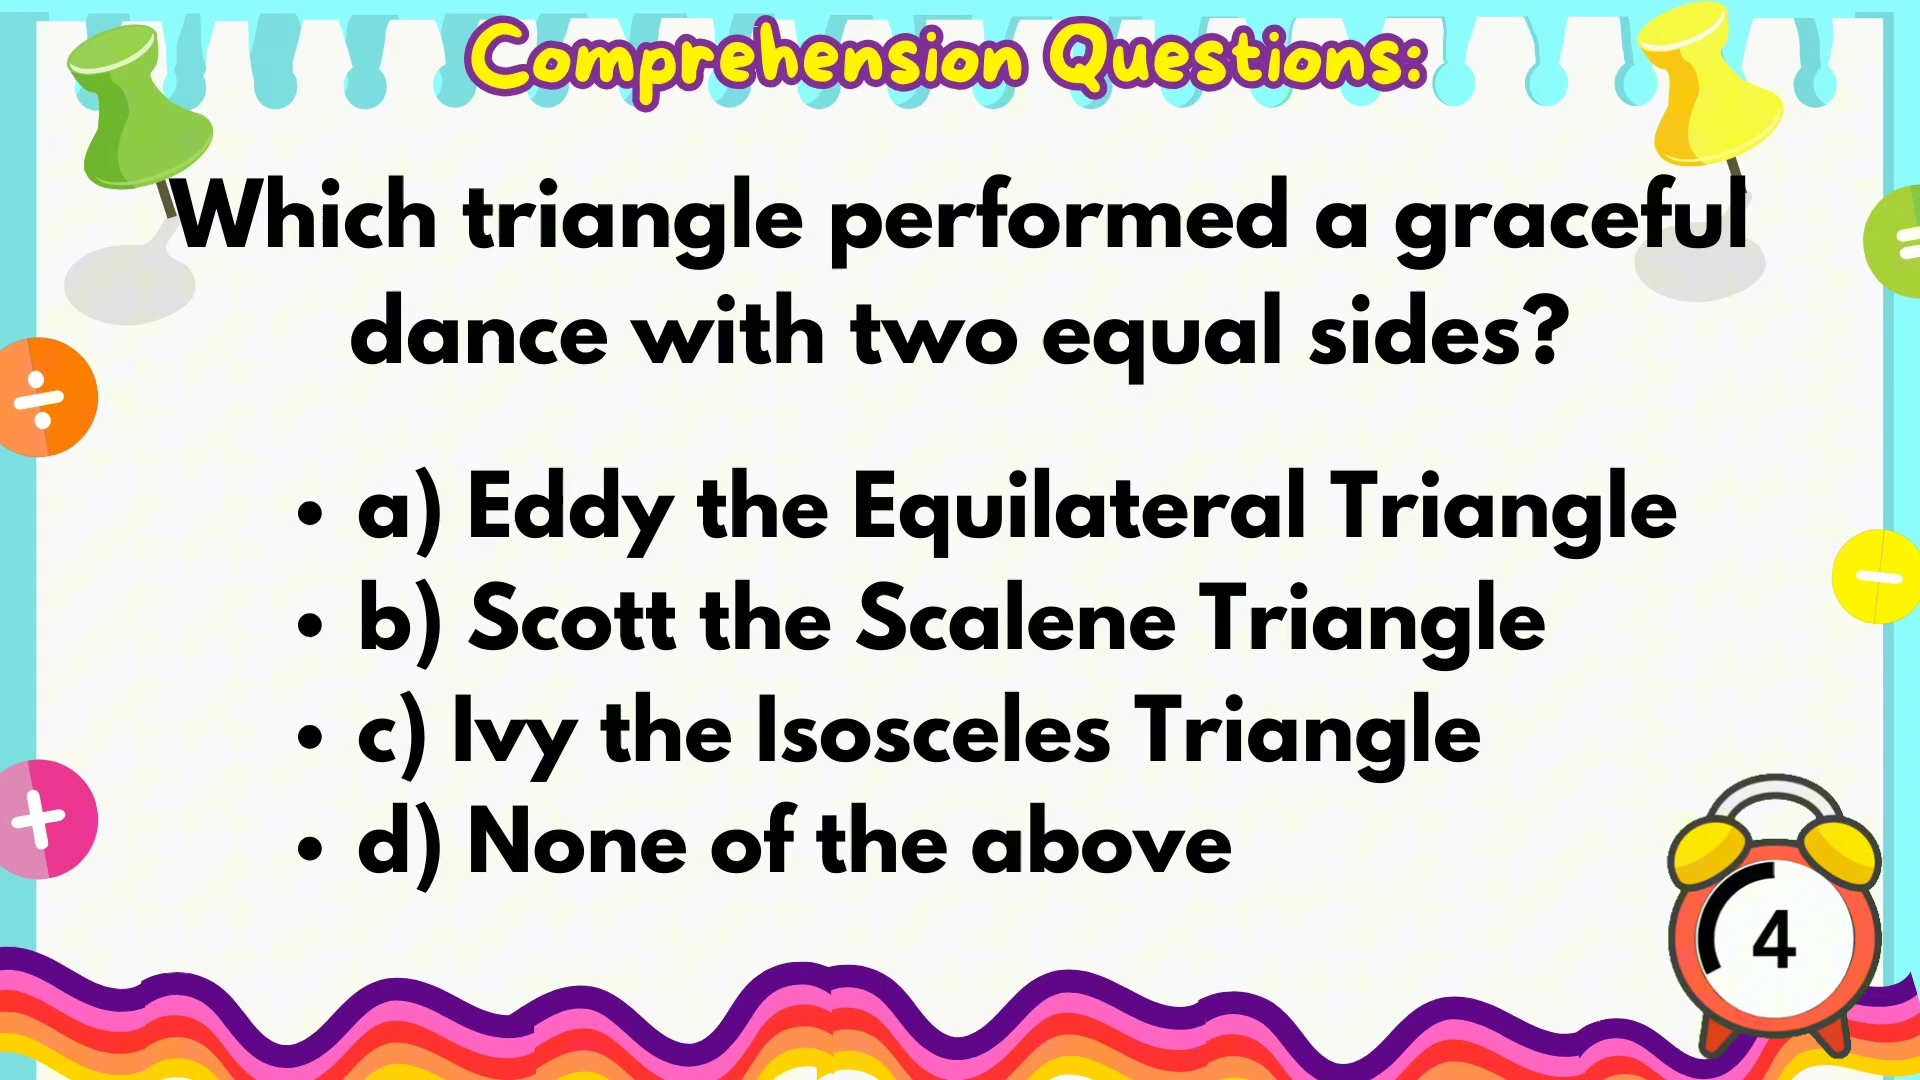 Comprehension Questions:
Which triangle performed a graceful
dance with two equal sides?
• a) Eddy the Equilateral Triangle
• b) Scott the Scalene Triangle
• c) Ivy the Isosceles Triangle
• d) None of the above
÷
=
−
+
4